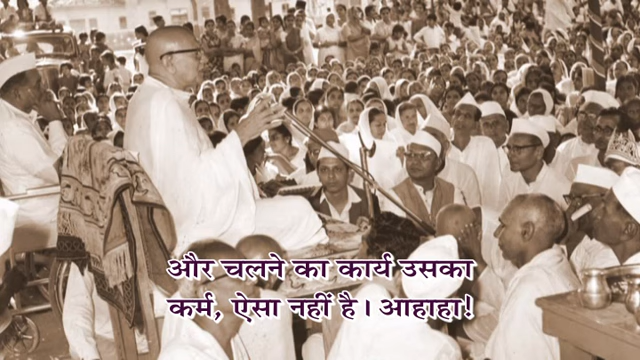 और चलने का कार्य उसका
कर्म, ऐसा नहीं है। आहाहा!